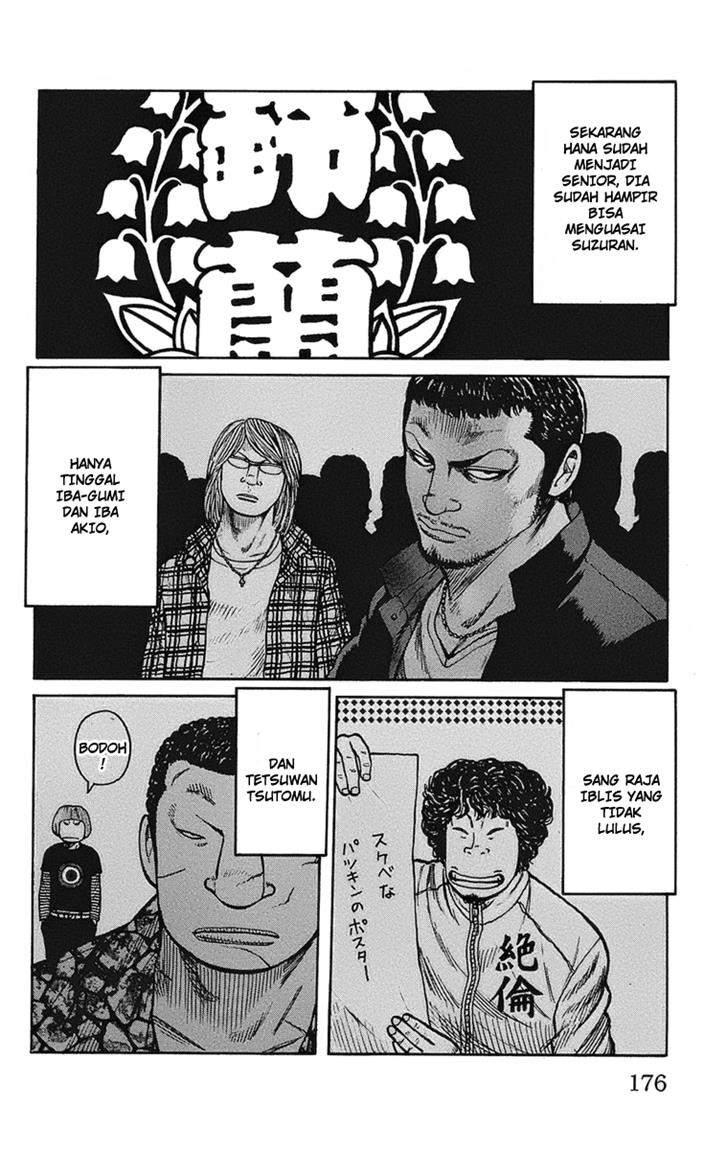 鈴
蘭
SEKARANG
HANA SUDAH
MENJADI
SENIOR, DIA
SUDAH HAMPIR
BISA
MENGUASAI
SUZURAN.
HANYA
TINGGAL
IBA-GUMI
DAN IBA
AKIO,
SANG RAJA
IBLIS YANG
TIDAK
LULUS,
スケベな
パツキンのポスター
絶
倫
DAN
TETSUWAN
TSUTOMU.
BODOH
!
176